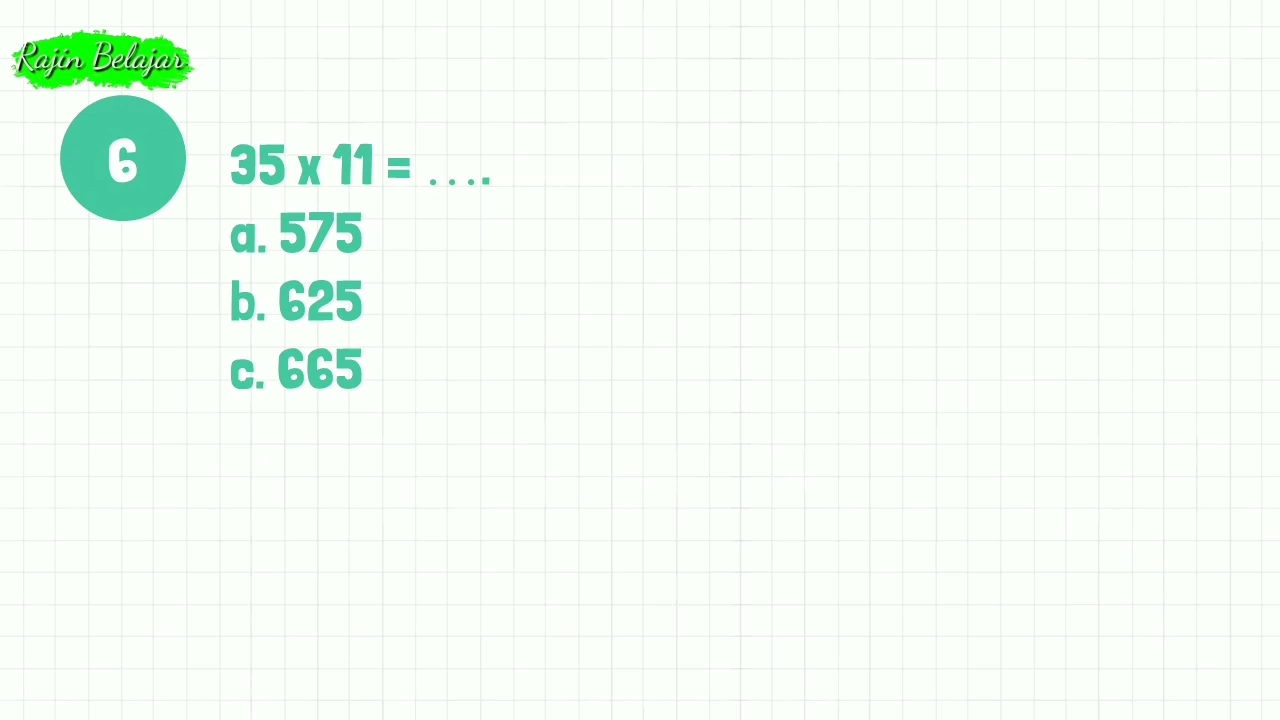 Rajin Belajar
6
35 x 11 = ....
a. 575
b. 625
c. 665